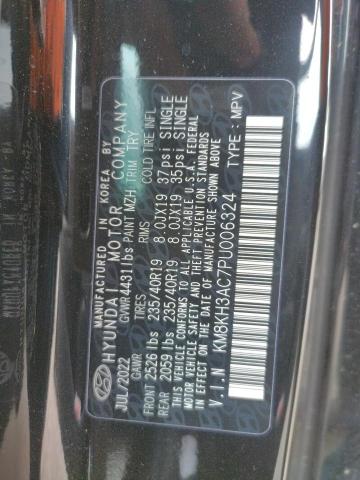 MANUFACTURED IN KOREA BY
HYUNDAI MOTOR COMPANY
JUL/2022 GVWR 4431 lbs PAINT MZH TRIM TRY
GAWR TIRES RIMS COLD TIRE INFL.
FRONT 2526 lbs 235/40R19 8.0JX19 37psi SINGLE
REAR 2059 lbs 235/40R19 8.0JX19 35psi SINGLE
THIS VEHICLE CONFORMS TO ALL APPLICABLE U.S.A. FEDERAL
MOTOR VEHICLE SAFETY AND THEFT PREVENTION
STANDARDS IN EFFECT ON THE DATE OF MANUFACTURE SHOWN ABOVE
V.I.N : KM8KH3AC7PU006324 TYPE : MPV